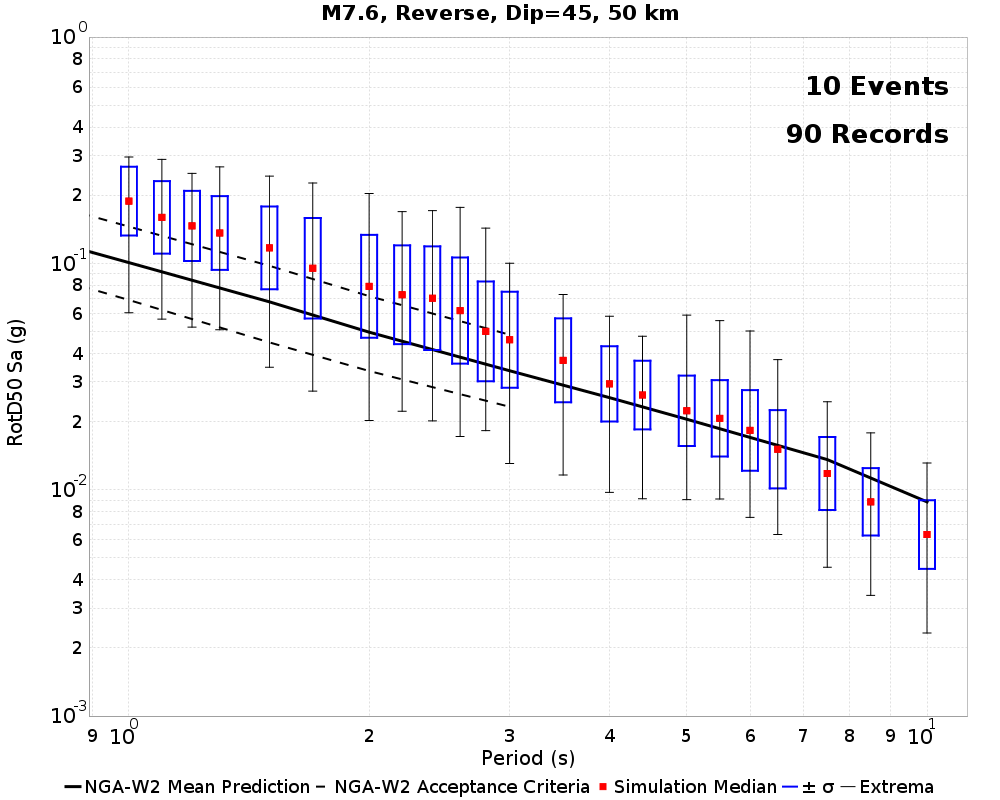 M7.6, Reverse, Dip=45, 50 km
10 Events
90 Records
RotD50 Sa (g)
10^0
8
6
4
3
2
10^-1
8
6
4
3
2
10^-2
8
6
4
3
2
10^-3
9 10^0 2 3 4 5 6 7 8 9 10^1
Period (s)
NGA-W2 Mean Prediction NGA-W2 Acceptance Criteria Simulation Median ± σ Extrema